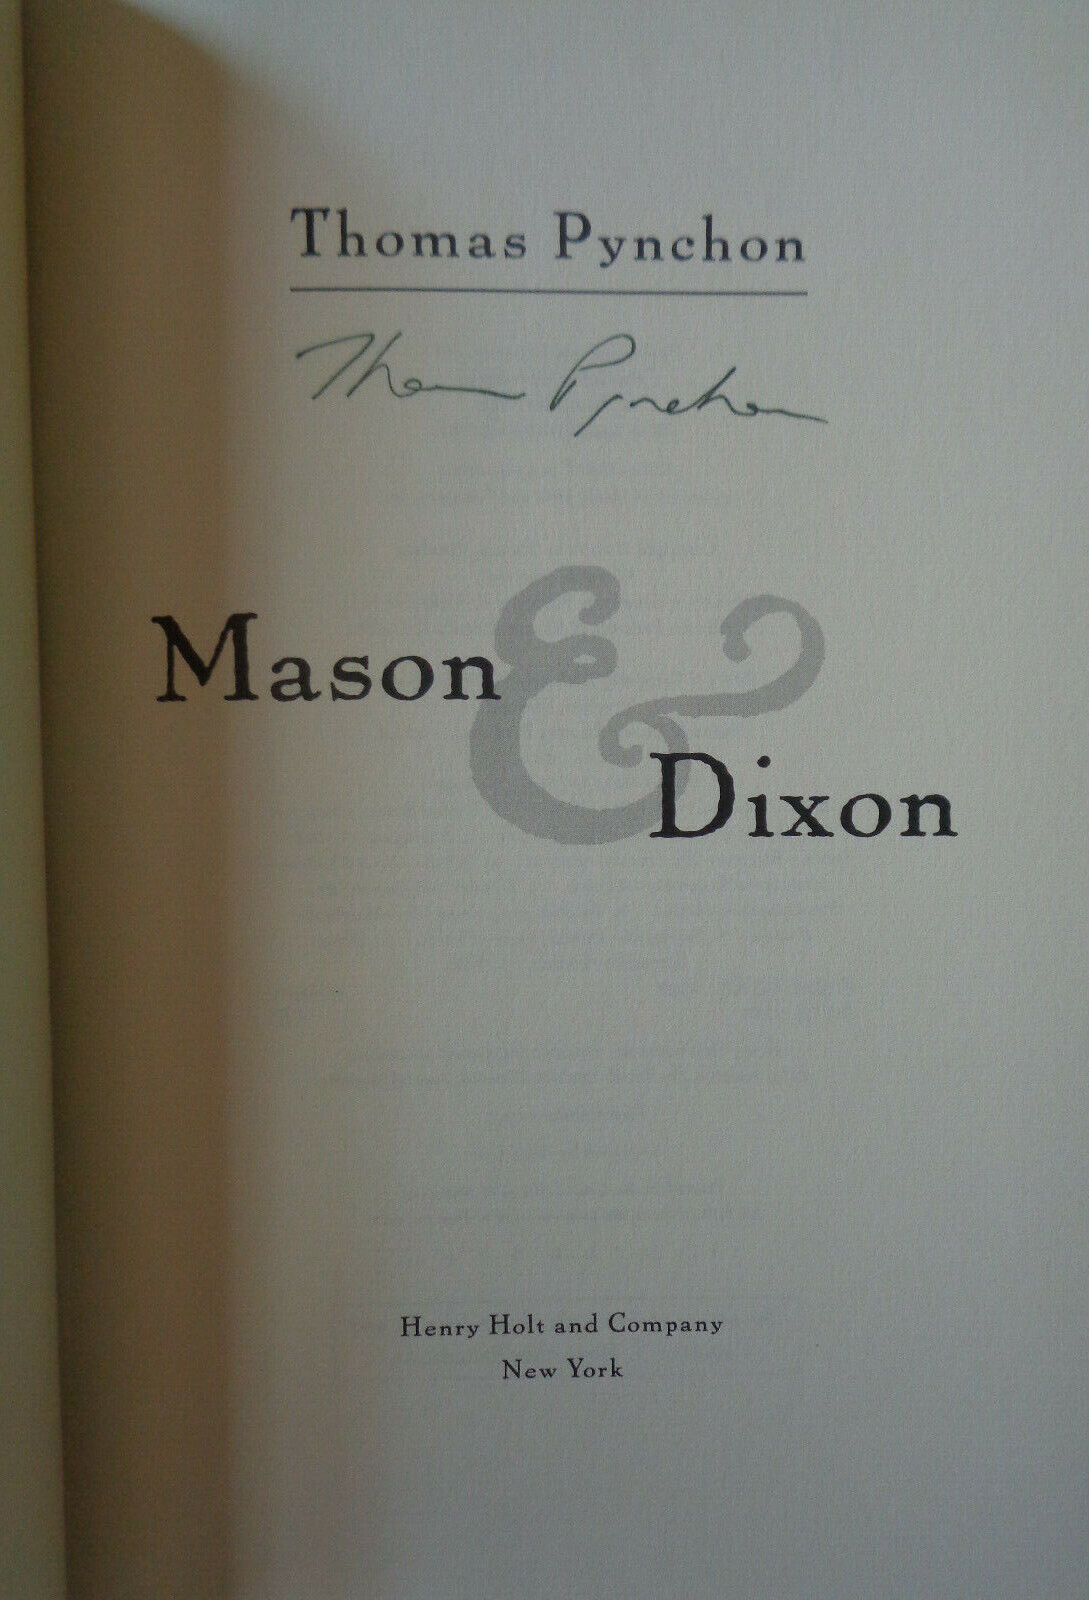 Thomas Pynchon
Thomas Pynchon
Mason
&
Dixon
Henry Holt and Company
New York